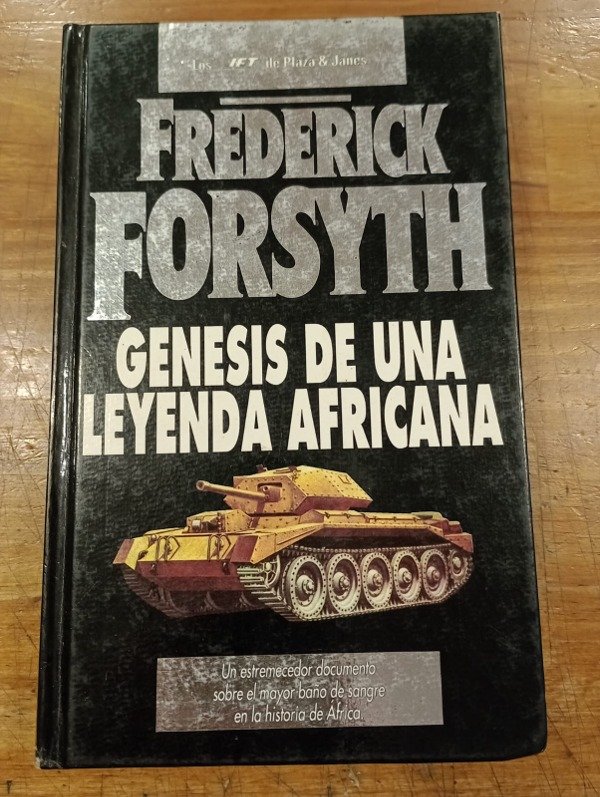 Los JET de Plaza & Janés
FREDERICK
FORSYTH
GENESIS DE UNA
LEYENDA AFRICANA
Un estremecedor documento
sobre el mayor baño de sangre
en la historia de África.